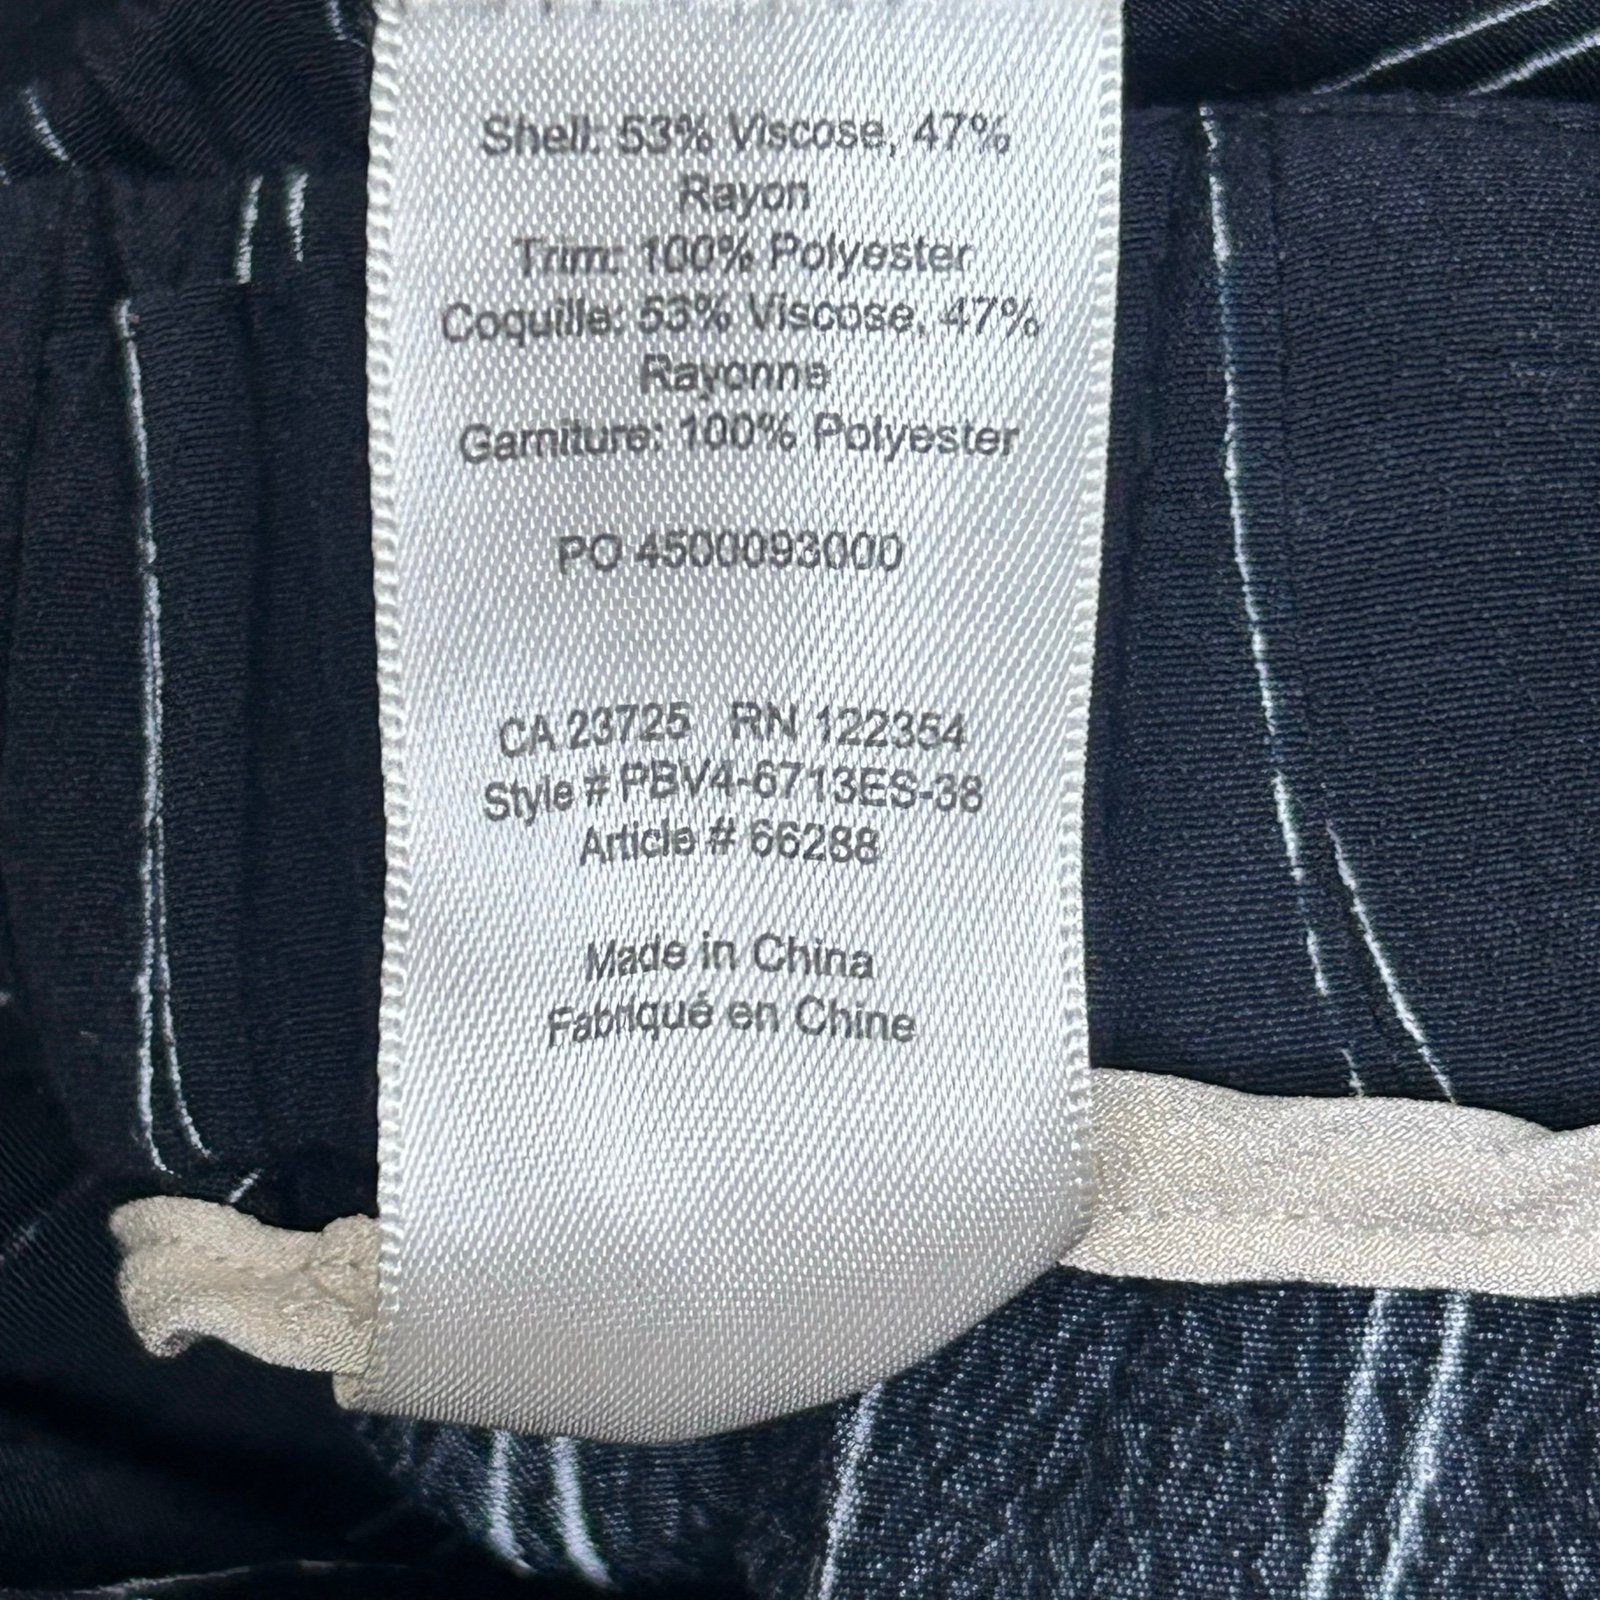 Shell: 53% Viscose, 47%
Rayon
Trim: 100% Polyester
Coquille: 53% Viscose, 47%
Rayonne
Garniture: 100% Polyester
PO 4500093000
CA 23725 RN 122354
Style # PBV4-6713ES-38
Article # 66288
Made in China
Fabriqué en Chine